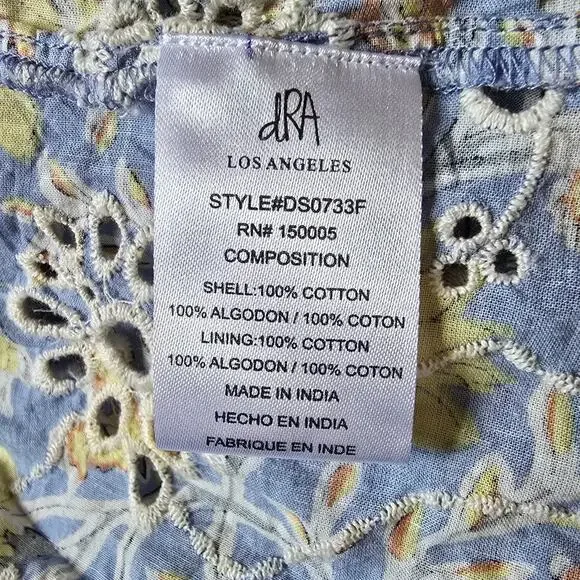 dRA
LOS ANGELES
STYLE#DS0733F
RN# 150005
COMPOSITION
SHELL:100% COTTON
100% ALGODON / 100% COTON
LINING:100% COTTON
100% ALGODON / 100% COTON
MADE IN INDIA
HECHO EN INDIA
FABRIQUE EN INDE